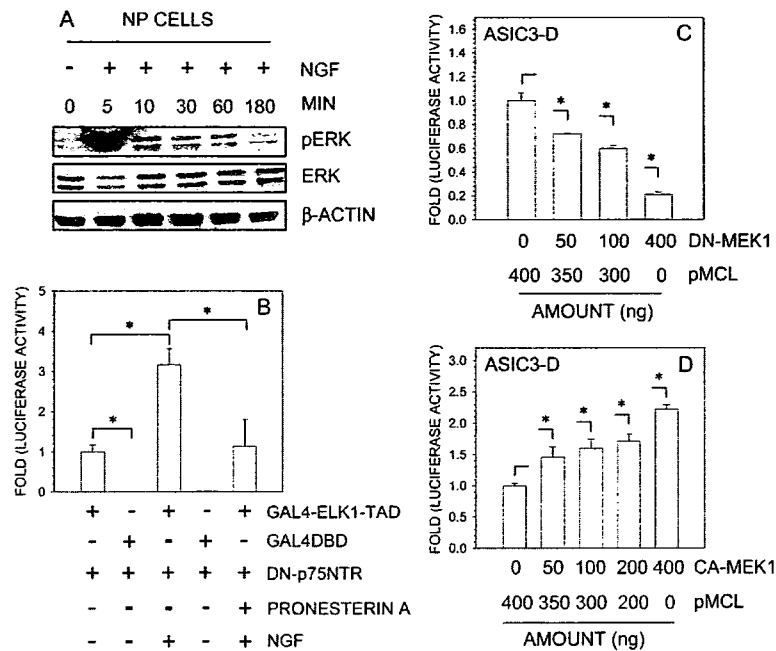 A
NP CELLS
- + + + + + NGF
0 5 10 30 60 180 MIN
pERK
ERK
β-ACTIN
B
FOLD (LUCIFERASE ACTIVITY)
5
4
3
2
1
0
* * *
+ - + - + GAL4-ELK1-TAD
- + - + - GAL4DBD
+ + + + + DN-p75NTR
- - - - + PRONESTERIN A
- - + + + NGF
ASIC3-D C
FOLD (LUCIFERASE ACTIVITY)
1.6
1.4
1.2
1.0
0.8
0.6
0.4
0.2
0.0
* * *
0 50 100 400 DN-MEK1
400 350 300 0 pMCL
AMOUNT (ng)
ASIC3-D D
FOLD (LUCIFERASE ACTIVITY)
o
3.0
2.5
2.0
1.5
1.0
0.5
0.0
* * * *
0 50 100 200 400 CA-MEK1
400 350 300 200 0 pMCL
AMOUNT (ng)